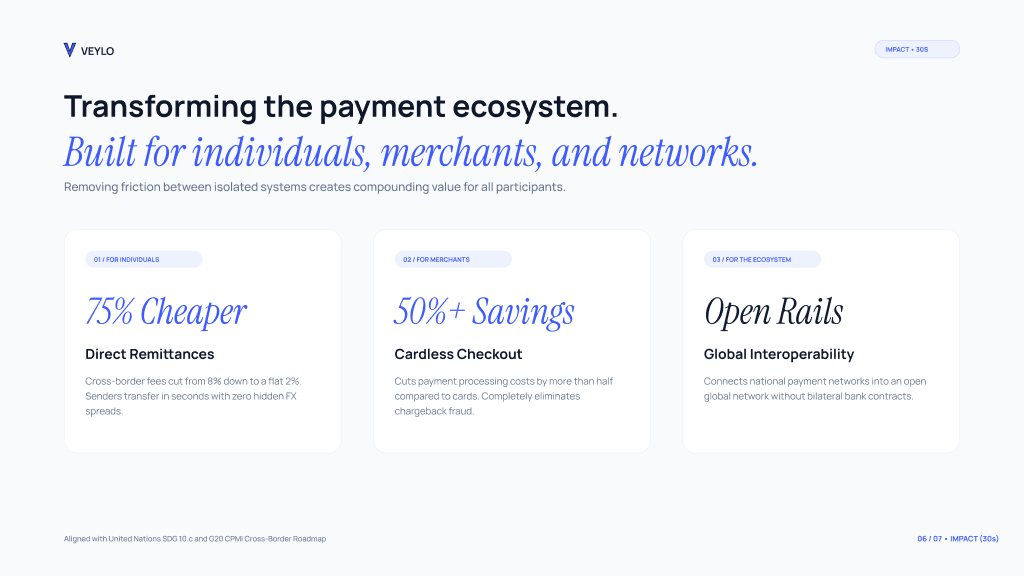 VEYLO
IMPACT • 30S
Transforming the payment ecosystem.
Built for individuals, merchants, and networks.
Removing friction between isolated systems creates compounding value for all participants.
01 / FOR INDIVIDUALS
75% Cheaper
Direct Remittances
Cross-border fees cut from 8% down to a flat 2%.
Senders transfer in seconds with zero hidden FX
spreads.
02 / FOR MERCHANTS
50%+ Savings
Cardless Checkout
Cuts payment processing costs by more than half
compared to cards. Completely eliminates
chargeback fraud.
03 / FOR THE ECOSYSTEM
Open Rails
Global Interoperability
Connects national payment networks into an open
global network without bilateral bank contracts.
Aligned with United Nations SDG 10.c and G20 CPMI Cross-Border Roadmap
06 / 07 • IMPACT (30s)